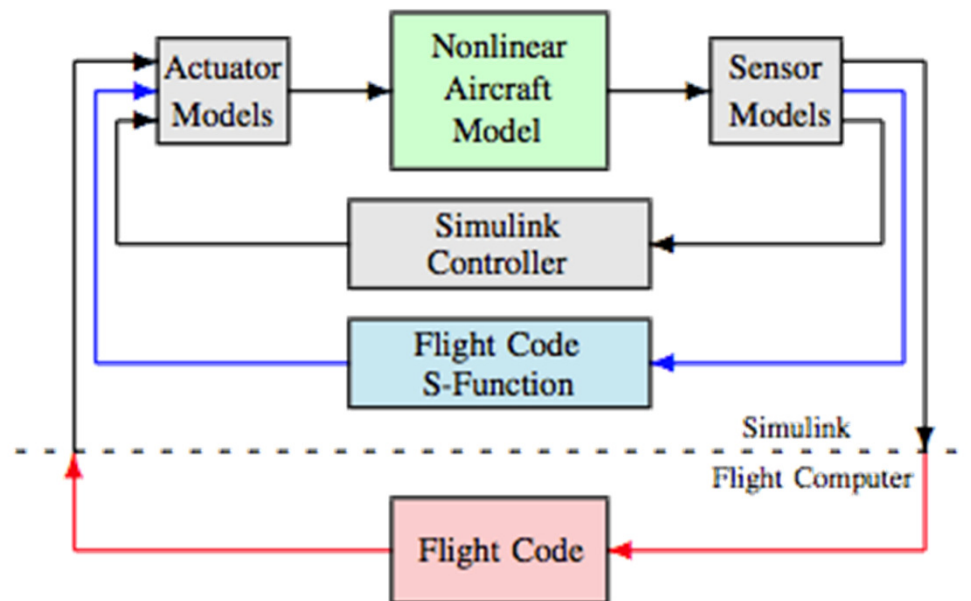 Actuator
Models
Nonlinear
Aircraft
Model
Sensor
Models
Simulink
Controller
Flight Code
S-Function
Simulink
Flight Computer
Flight Code